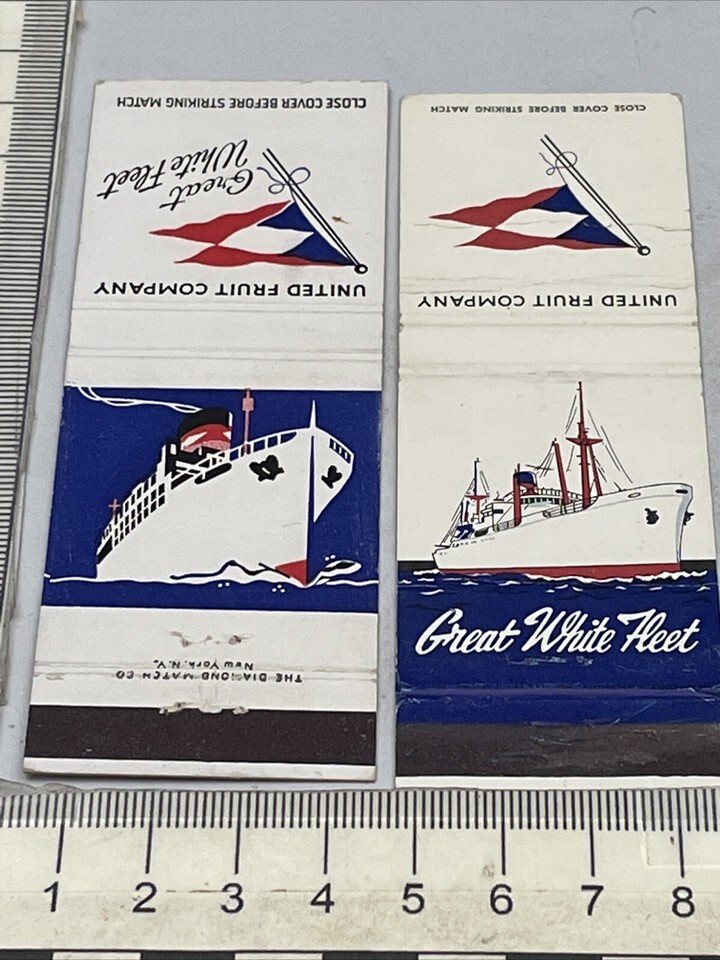 CLOSE COVER BEFORE STRIKING MATCH
Great
White Fleet
UNITED FRUIT COMPANY
THE DIAMOND MATCH CO
New York, N.Y.
CLOSE COVER BEFORE STRIKING MATCH
UNITED FRUIT COMPANY
Great White Fleet
1 2 3 4 5 6 7 8